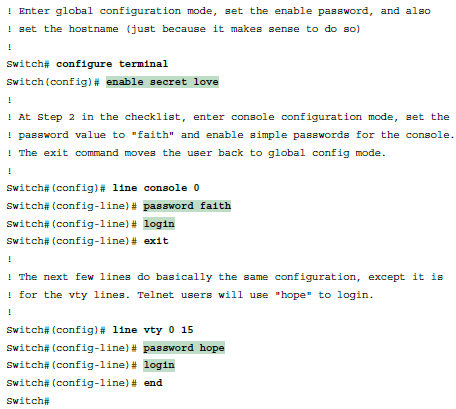 ! Enter global configuration mode, set the enable password, and also
! set the hostname (just because it makes sense to do so)
!
Switch# configure terminal
Switch(config)# enable secret love
!
! At Step 2 in the checklist, enter console configuration mode, set the
! password value to "faith" and enable simple passwords for the console.
! The exit command moves the user back to global config mode.
!
Switch#(config)# line console 0
Switch#(config-line)# password faith
Switch#(config-line)# login
Switch#(config-line)# exit
!
! The next few lines do basically the same configuration, except it is
! for the vty lines. Telnet users will use "hope" to login.
!
Switch#(config)# line vty 0 15
Switch#(config-line)# password hope
Switch#(config-line)# login
Switch#(config-line)# end
Switch#